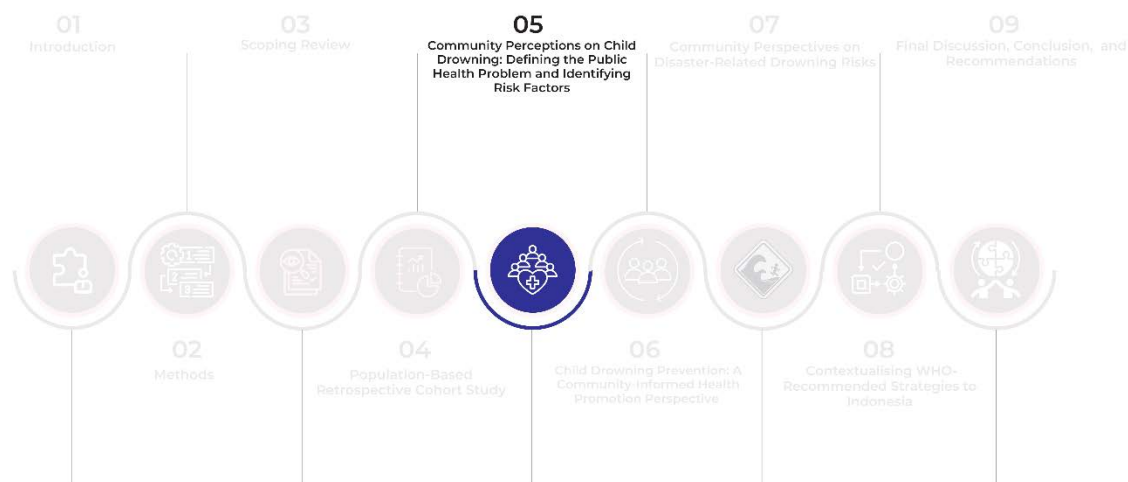 01
Introduction
03
Scoping Review
05
Community Perceptions on Child
Drowning: Defining the Public
Health Problem and Identifying
Risk Factors
07
Community Perspectives on
Disaster-Related Drowning Risks
09
Final Discussion, Conclusion, and
Recommendations
02
Methods
04
Population-Based
Retrospective Cohort Study
06
Child Drowning Prevention: A
Community-Informed Health
Promotion Perspective
08
Contextualising WHO-
Recommended Strategies to
Indonesia